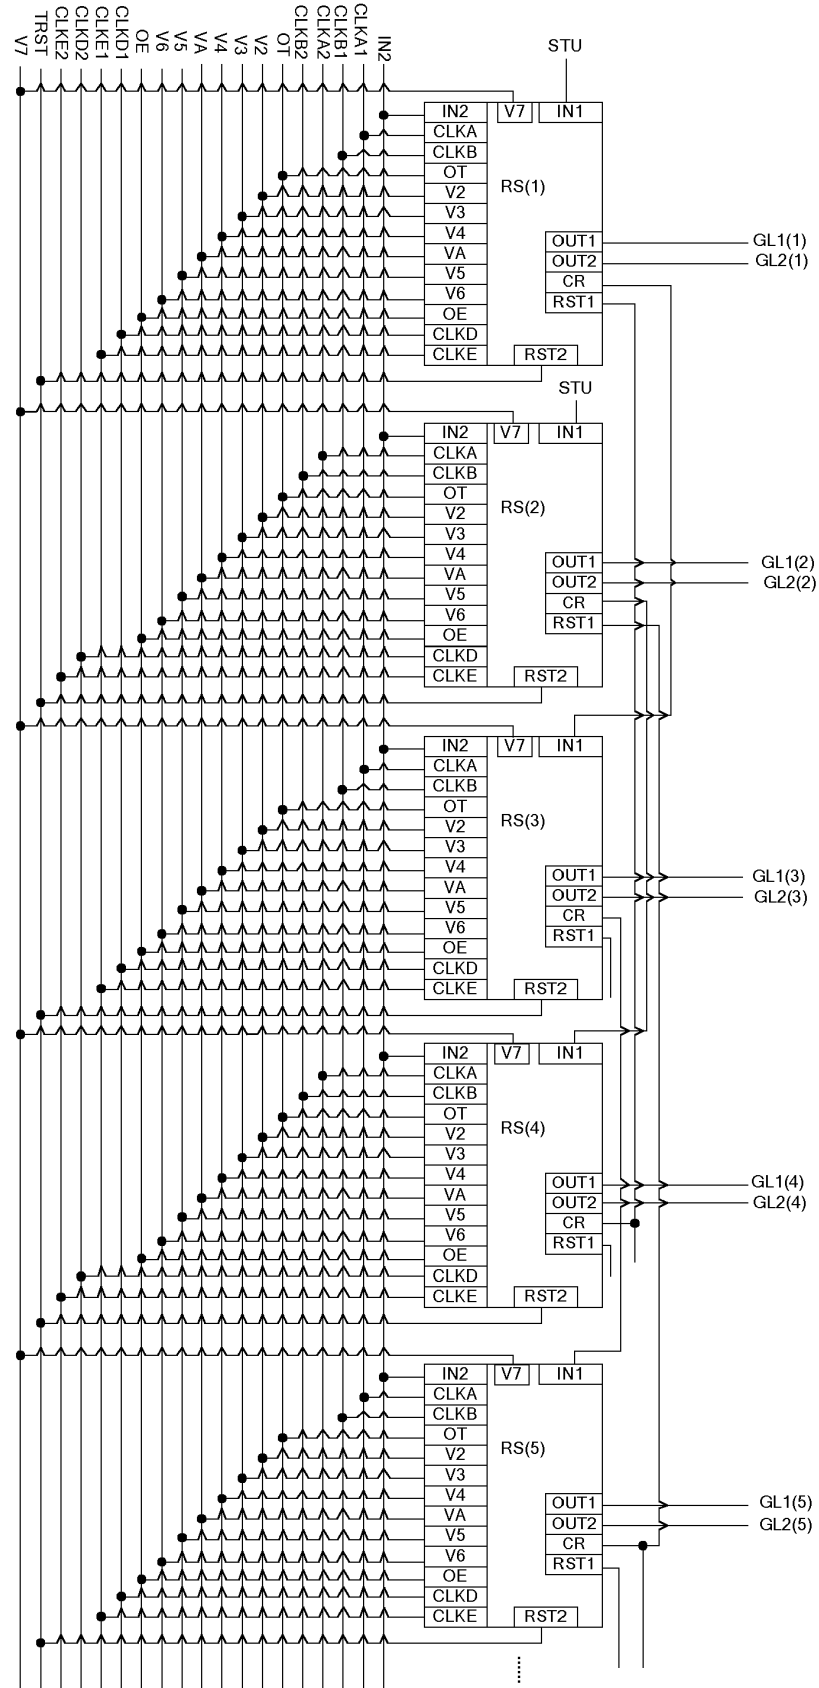 V7 TRST CLKE2 CLKD2 CLKE1 CLKD1 OE V6 V5 VA V4 V3 V2 OT CLKB2 CLKA2 CLKB1 CLKA1 IN2
STU
IN2 V7 IN1
CLKA
CLKB
OT
V2 RS(1)
V3
V4 OUT1 GL1(1)
VA OUT2 GL2(1)
V5 CR
V6 RST1
OE
CLKD
CLKE RST2
STU
IN2 V7 IN1
CLKA
CLKB
OT
V2 RS(2)
V3
V4 OUT1 GL1(2)
VA OUT2 GL2(2)
V5 CR
V6 RST1
OE
CLKD
CLKE RST2
IN2 V7 IN1
CLKA
CLKB
OT
V2 RS(3)
V3
V4 OUT1 GL1(3)
VA OUT2 GL2(3)
V5 CR
V6 RST1
OE
CLKD
CLKE RST2
IN2 V7 IN1
CLKA
CLKB
OT
V2 RS(4)
V3
V4 OUT1 GL1(4)
VA OUT2 GL2(4)
V5 CR
V6 RST1
OE
CLKD
CLKE RST2
IN2 V7 IN1
CLKA
CLKB
OT
V2 RS(5)
V3
V4 OUT1 GL1(5)
VA OUT2 GL2(5)
V5 CR
V6 RST1
OE
CLKD
CLKE RST2